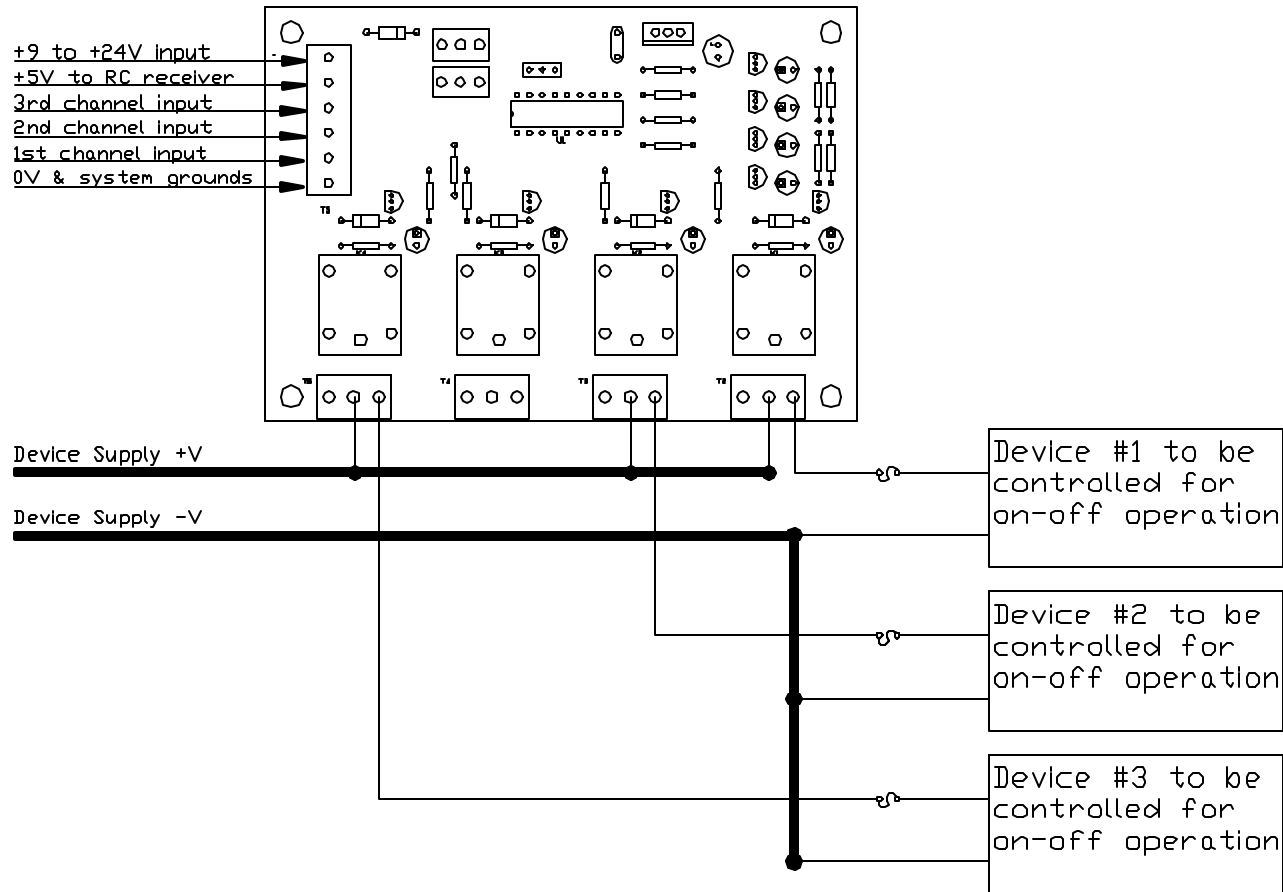 +9 to +24V input
+5V to RC receiver
3rd channel input
2nd channel input
1st channel input
0V & system grounds
U1
T4
Device Supply +V
Device Supply -V
Device #1 to be
controlled for
on-off operation
Device #2 to be
controlled for
on-off operation
Device #3 to be
controlled for
on-off operation